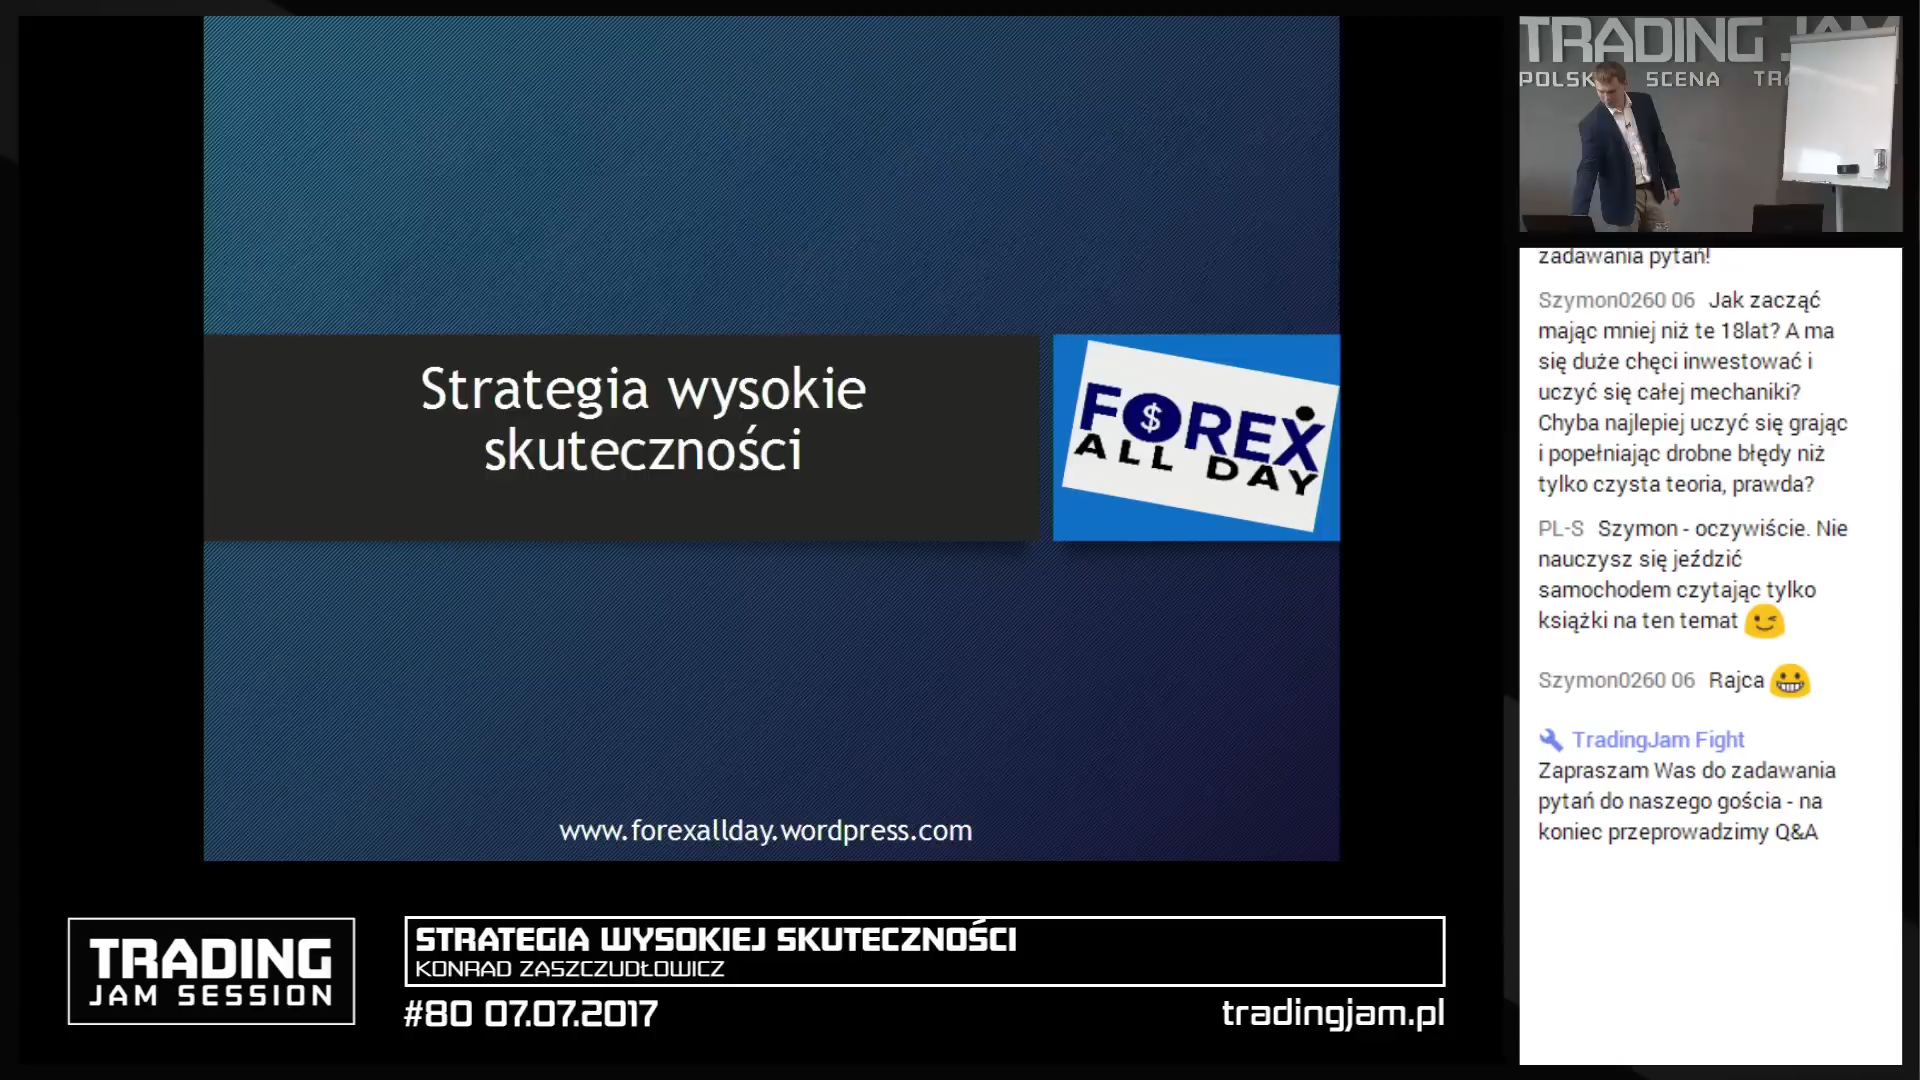 Strategia wysokie
skuteczności
FOREX
ALL DAY
www.forexallday.wordpress.com
TRADING
JAM SESSION
STRATEGIA WYSOKIEJ SKUTECZNOŚCI
KONRAD ZASZCZUDŁOWICZ
#80 07.07.2017
tradingjam.pl
TRADING JAM
POLSK SCENA TRA
zadawania pytań!
Szymon0260 06 Jak zacząć
mając mniej niż te 18lat? A ma
się duże chęci inwestować i
uczyć się całej mechaniki?
Chyba najlepiej uczyć się grając
i popełniając drobne błędy niż
tylko czysta teoria, prawda?
PL-S Szymon - oczywiście. Nie
nauczysz się jeździć
samochodem czytając tylko
książki na ten temat 😉
Szymon0260 06 Rajca 😀
TradingJam Fight
Zapraszam Was do zadawania
pytań do naszego gościa - na
koniec przeprowadzimy Q&A